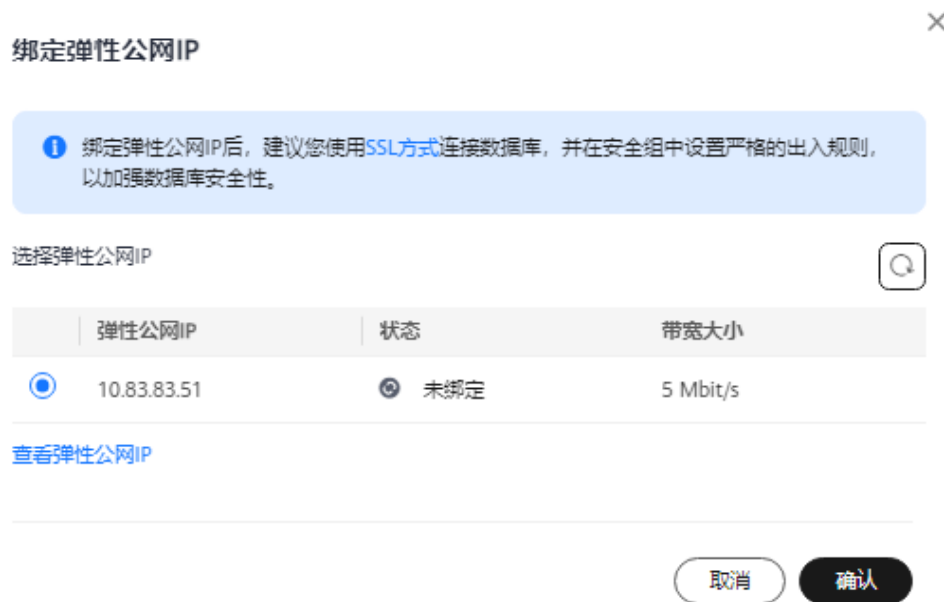 绑定弹性公网IP
绑定弹性公网IP后，建议您使用SSL方式连接数据库，并在安全组中设置严格的出入规则，
以加强数据库安全性。
选择弹性公网IP
弹性公网IP 状态 带宽大小
10.83.83.51 未绑定 5 Mbit/s
查看弹性公网IP
取消 确认